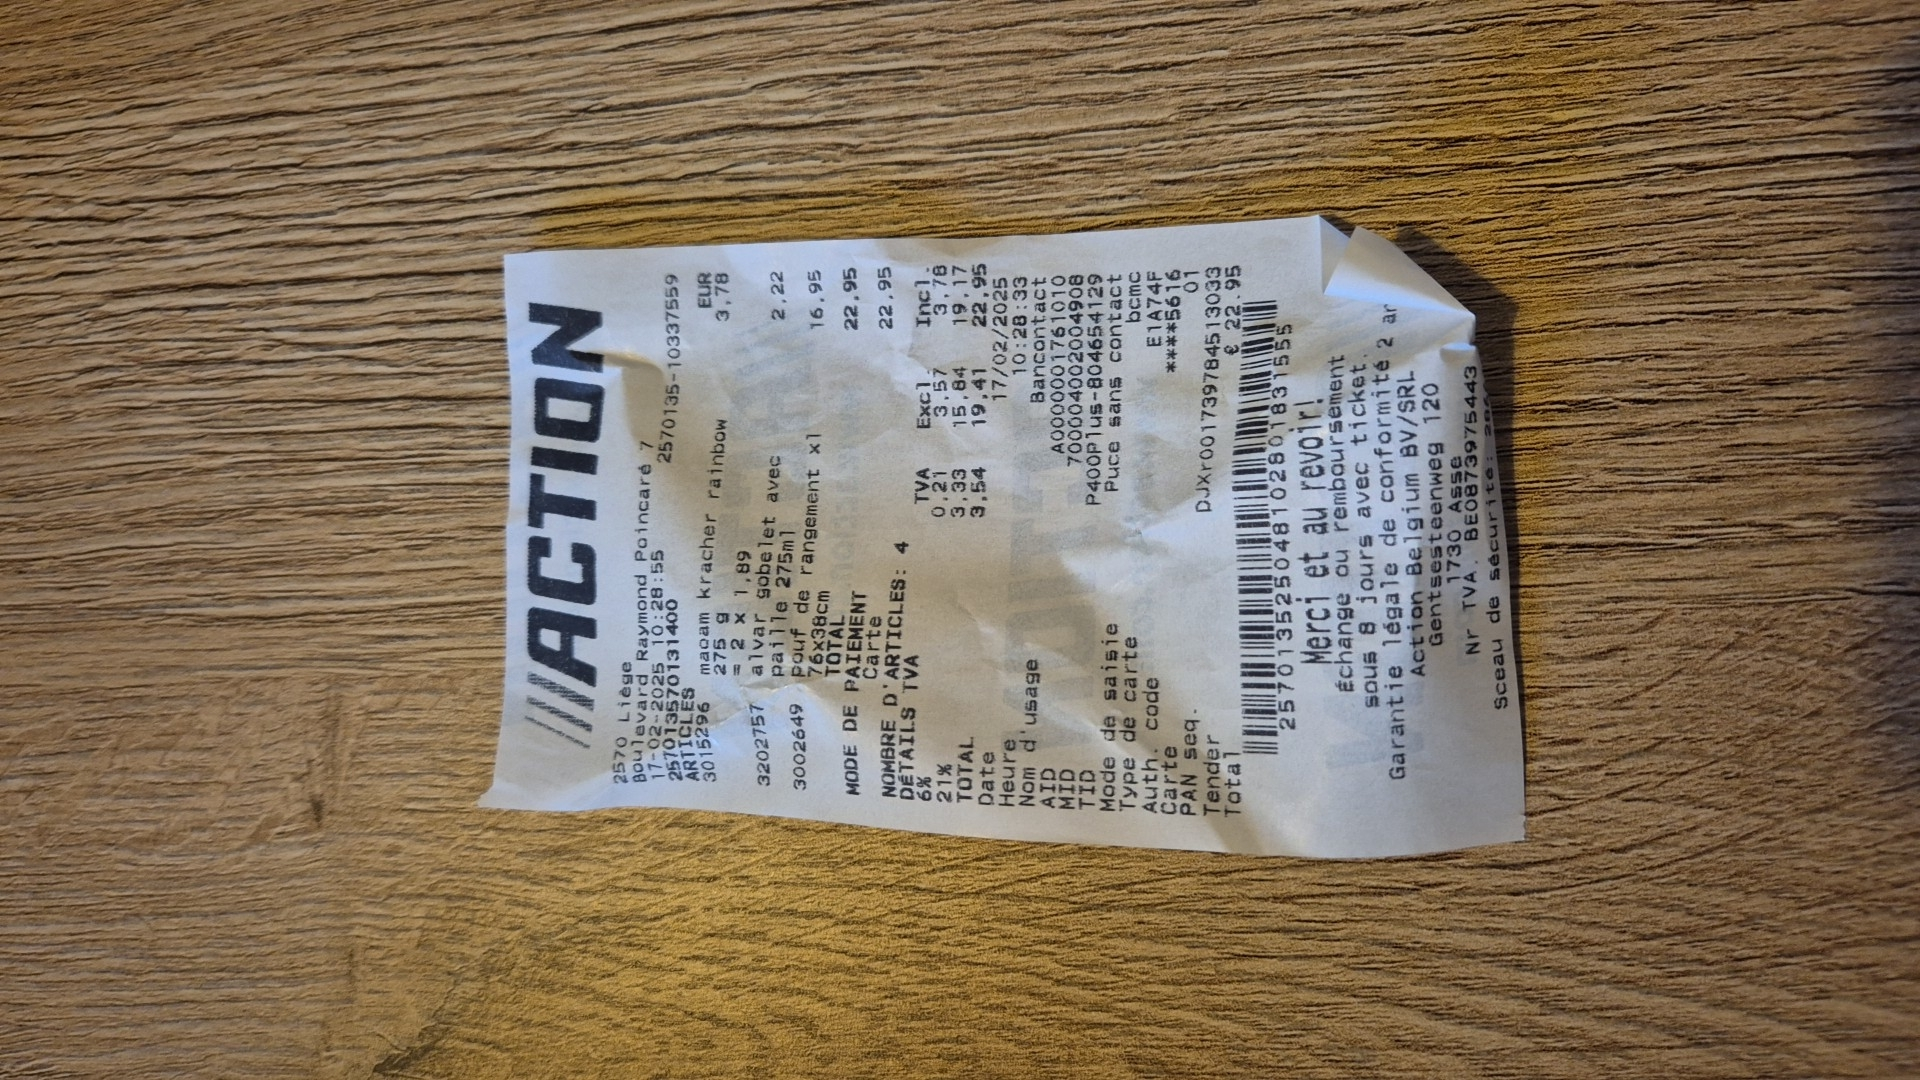 ///ACTION
2570 Liège
Boulevard Raymond Poincaré 7
17-02-2025 10:28:55 2570135-10337559
257013570131400
ARTICLES EUR
3015296 maoam kracher rainbow 3,78
275 g
= 2 x 1,89
3202757 alvar gobelet avec 2,22
paille 275ml
3002649 pouf de rangement xl 16,95
76x38cm
TOTAL 22,95
MODE DE PAIEMENT
Carte 22,95
NOMBRE D'ARTICLES: 4
DÉTAILS TVA TVA Excl. Incl.
6% 0,21 3,57 3,78
21% 3,33 15,84 19,17
TOTAL 3,54 19,41 22,95
Date 17/02/2025
Heure 10:28:33
Nom d'usage Bancontact
AID A0000001761010
MID 700004002004908
TID P400Plus-804654129
Mode de saisie Puce sans contact
Type de carte bcmc
Auth. code E1A74F
Carte ****5616
PAN seq. 01
Tender DJXr001739784513033
Total € 22.95
2570135250481028018315​55
Merci et au revoir!
Échange ou remboursement
sous 8 jours avec ticket.
Garantie légale de conformité 2
Action Belgium BV/SRL
Gentsesteenweg 120
1730 Asse
Nr TVA. BE0873975443
Sceau de sécurité: